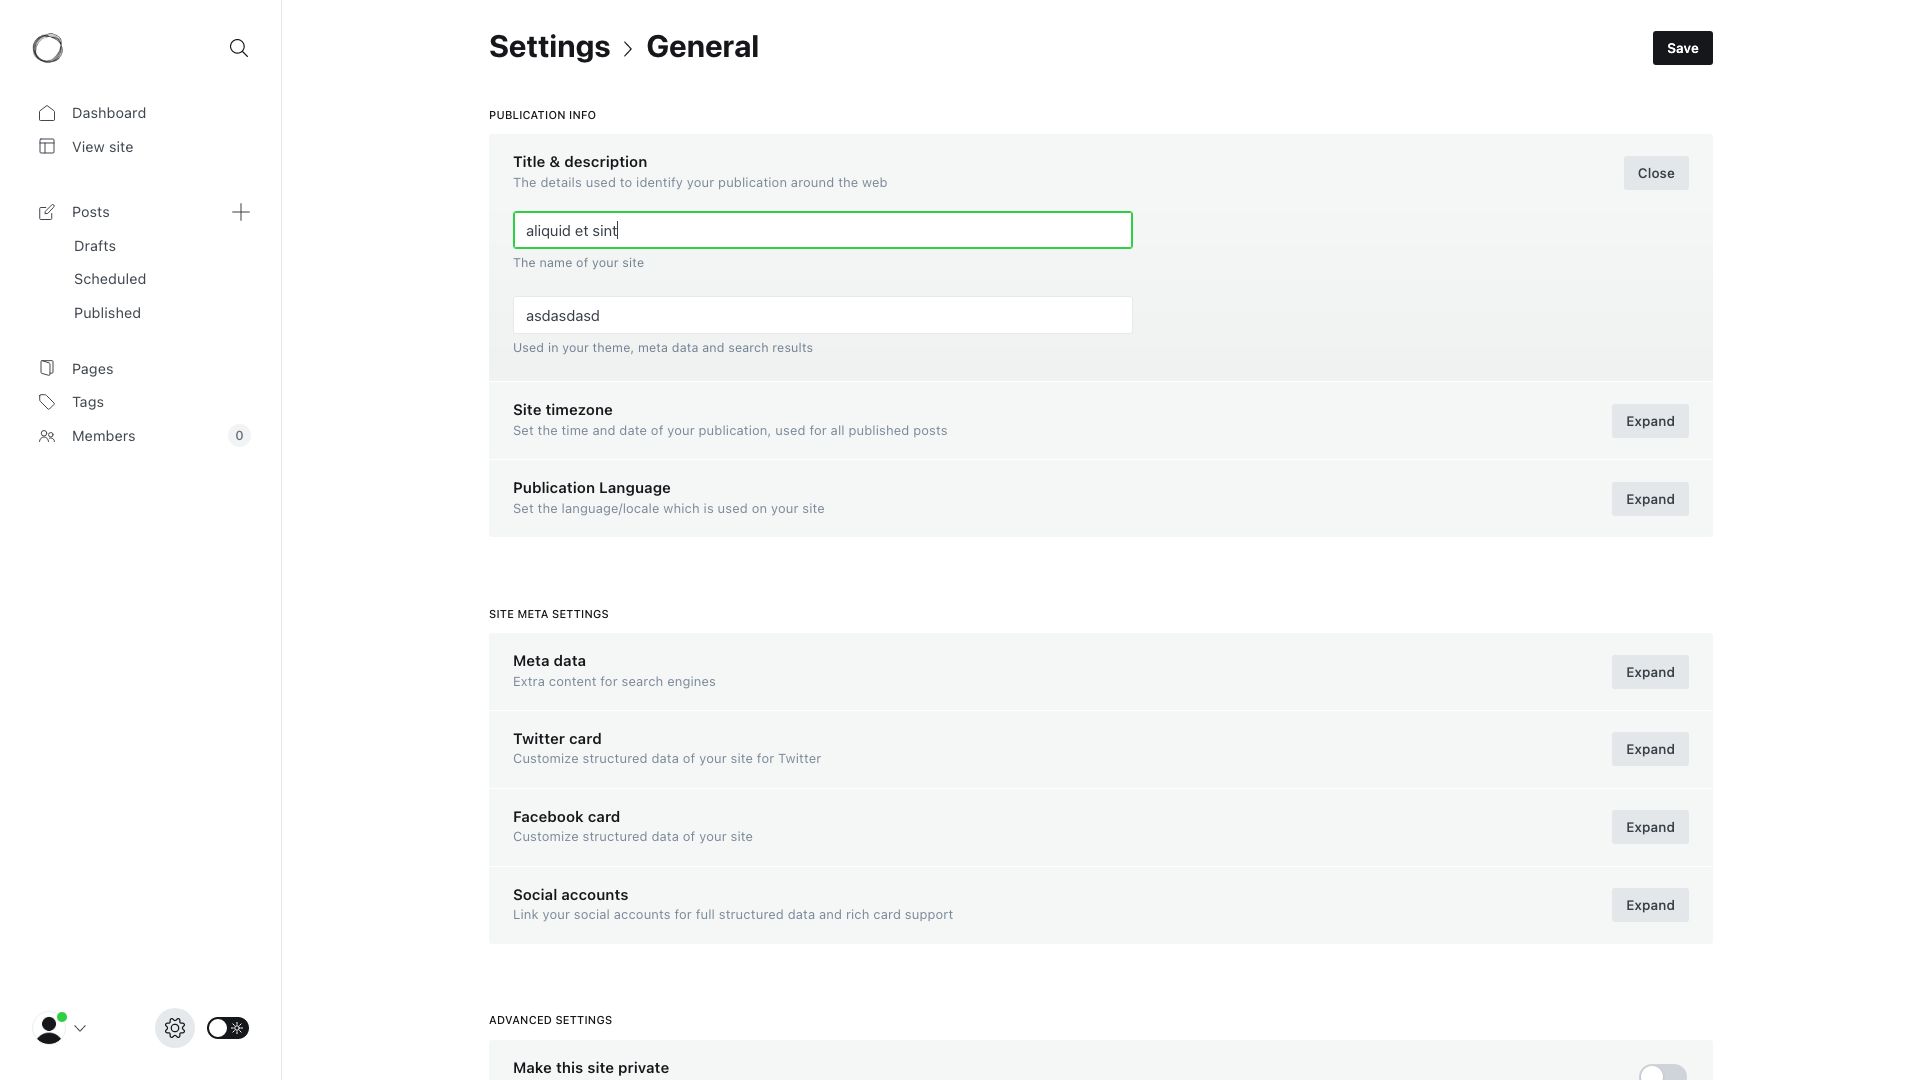 Settings > General
Save
Dashboard
View site
Posts
Drafts
Scheduled
Published
Pages
Tags
Members
0
PUBLICATION INFO
Title & description
The details used to identify your publication around the web
Close
aliquid et sint
The name of your site
asdasdasd
Used in your theme, meta data and search results
Site timezone
Set the time and date of your publication, used for all published posts
Expand
Publication Language
Set the language/locale which is used on your site
Expand
SITE META SETTINGS
Meta data
Extra content for search engines
Expand
Twitter card
Customize structured data of your site for Twitter
Expand
Facebook card
Customize structured data of your site
Expand
Social accounts
Link your social accounts for full structured data and rich card support
Expand
ADVANCED SETTINGS
Make this site private